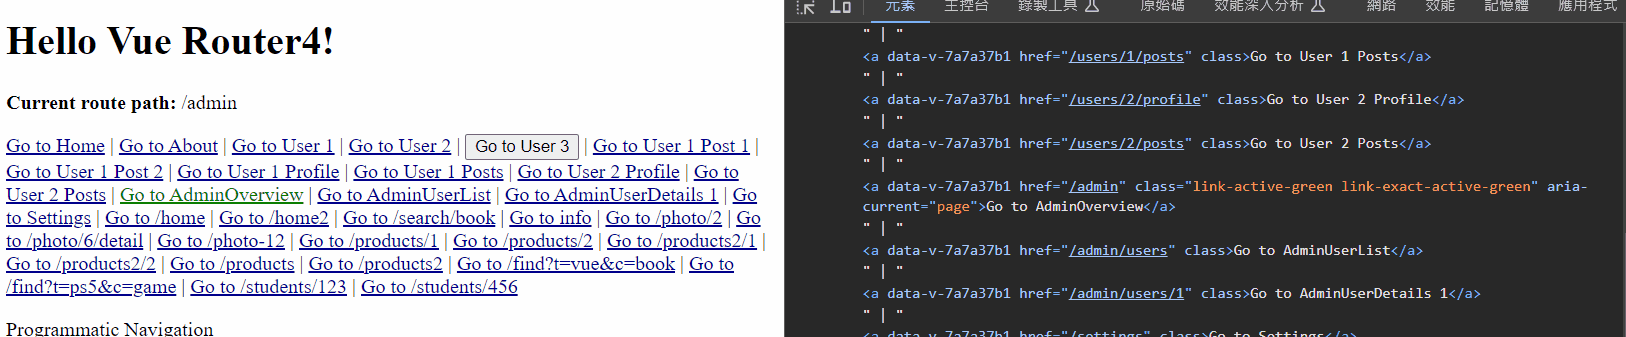 Hello Vue Router4!
Current route path: /admin
Go to Home | Go to About | Go to User 1 | Go to User 2 | Go to User 3 | Go to User 1 Post 1 |
Go to User 1 Post 2 | Go to User 1 Profile | Go to User 1 Posts | Go to User 2 Profile | Go to
User 2 Posts | Go to AdminOverview | Go to AdminUserList | Go to AdminUserDetails 1 | Go
to Settings | Go to /home | Go to /home2 | Go to /search/book | Go to info | Go to /photo/2 | Go
to /photo/6/detail | Go to /photo-12 | Go to /products/1 | Go to /products/2 | Go to /products2/1 |
Go to /products2/2 | Go to /products | Go to /products2 | Go to /find?t=vue&c=book | Go to
/find?t=ps5&c=game | Go to /students/123 | Go to /students/456
Programmatic Navigation
元素 主控台 錄製工具 原始碼 效能深入分析 網路 效能 記憶體 應用程式
" | "
<a data-v-7a7a37b1 href="/users/1/posts" class>Go to User 1 Posts</a>
" | "
<a data-v-7a7a37b1 href="/users/2/profile" class>Go to User 2 Profile</a>
" | "
<a data-v-7a7a37b1 href="/users/2/posts" class>Go to User 2 Posts</a>
" | "
<a data-v-7a7a37b1 href="/admin" class="link-active-green link-exact-active-green" aria-
current="page">Go to AdminOverview</a>
" | "
<a data-v-7a7a37b1 href="/admin/users" class>Go to AdminUserList</a>
" | "
<a data-v-7a7a37b1 href="/admin/users/1" class>Go to AdminUserDetails 1</a>
" | "
<a data-v-7a7a37b1 href="/settings" class>Go to Settings</a>